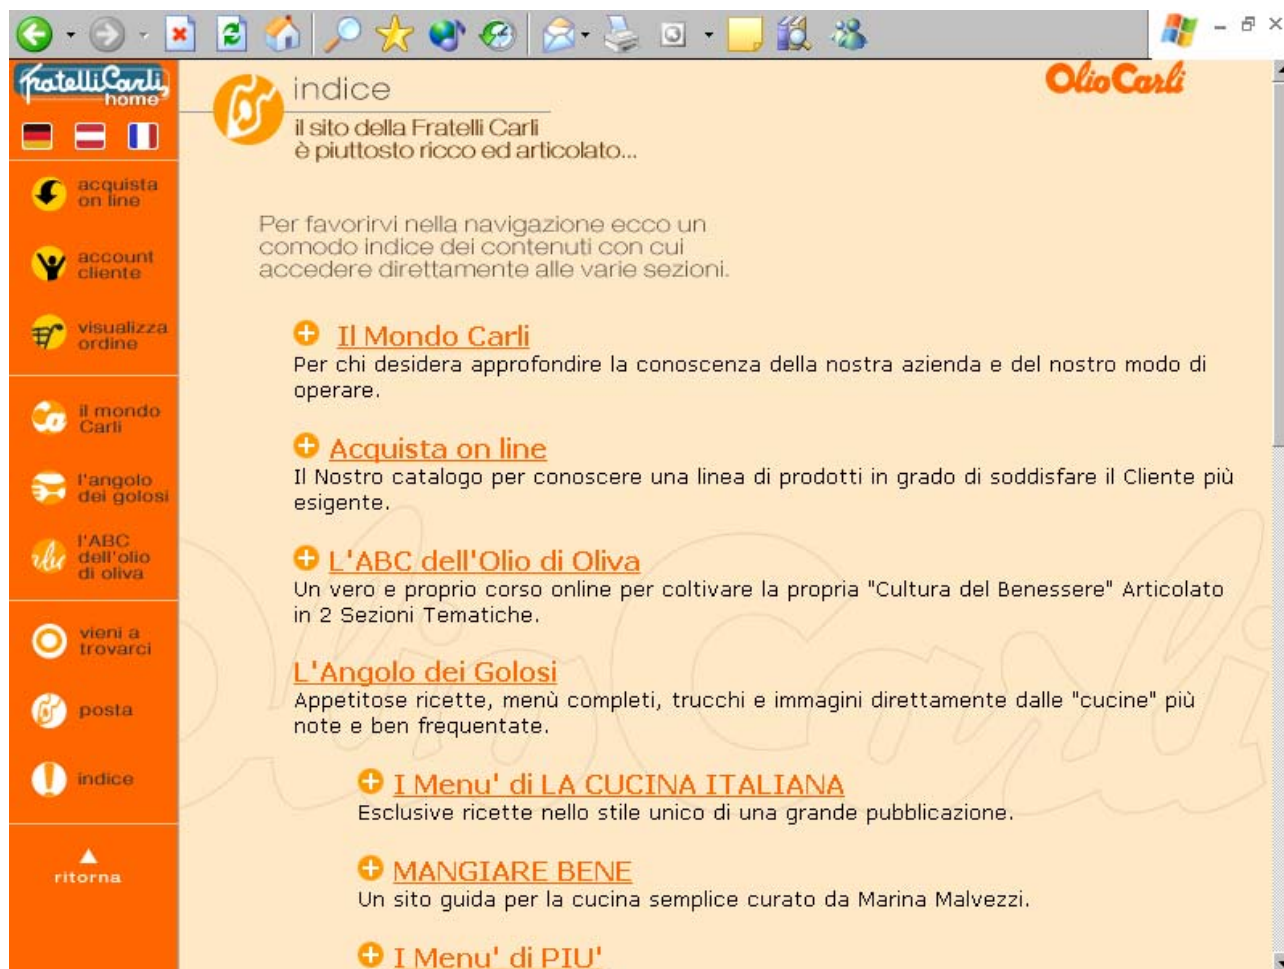 fratelliCarli
home
acquista
on line
account
cliente
visualizza
ordine
il mondo
Carli
l'angolo
dei golosi
l'ABC
dell'olio
di oliva
vieni a
trovarci
posta
indice
ritorna
OlioCarli
indice
il sito della Fratelli Carli
è piuttosto ricco ed articolato...
Per favorirvi nella navigazione ecco un
comodo indice dei contenuti con cui
accedere direttamente alle varie sezioni.
Il Mondo Carli
Per chi desidera approfondire la conoscenza della nostra azienda e del nostro modo di
operare.
Acquista on line
Il Nostro catalogo per conoscere una linea di prodotti in grado di soddisfare il Cliente più
esigente.
L'ABC dell'Olio di Oliva
Un vero e proprio corso online per coltivare la propria "Cultura del Benessere" Articolato
in 2 Sezioni Tematiche.
L'Angolo dei Golosi
Appetitose ricette, menù completi, trucchi e immagini direttamente dalle "cucine" più
note e ben frequentate.
I Menu' di LA CUCINA ITALIANA
Esclusive ricette nello stile unico di una grande pubblicazione.
MANGIARE BENE
Un sito guida per la cucina semplice curato da Marina Malvezzi.
I Menu' di PIU'
OlioCarli